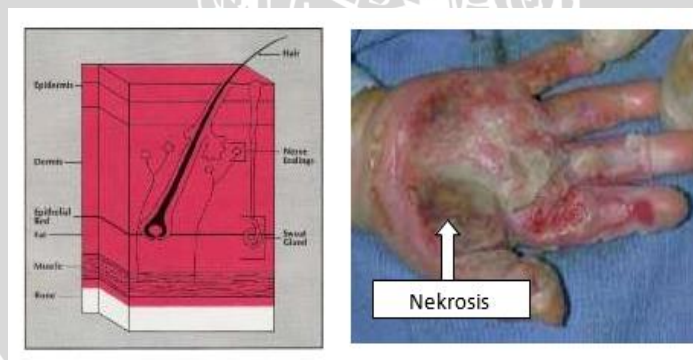 Hair
Epidermis
Dermis
Nerve
Endings
Epithelial
Bed
Fat
Sweat
Gland
Muscle
Bone
Nekrosis